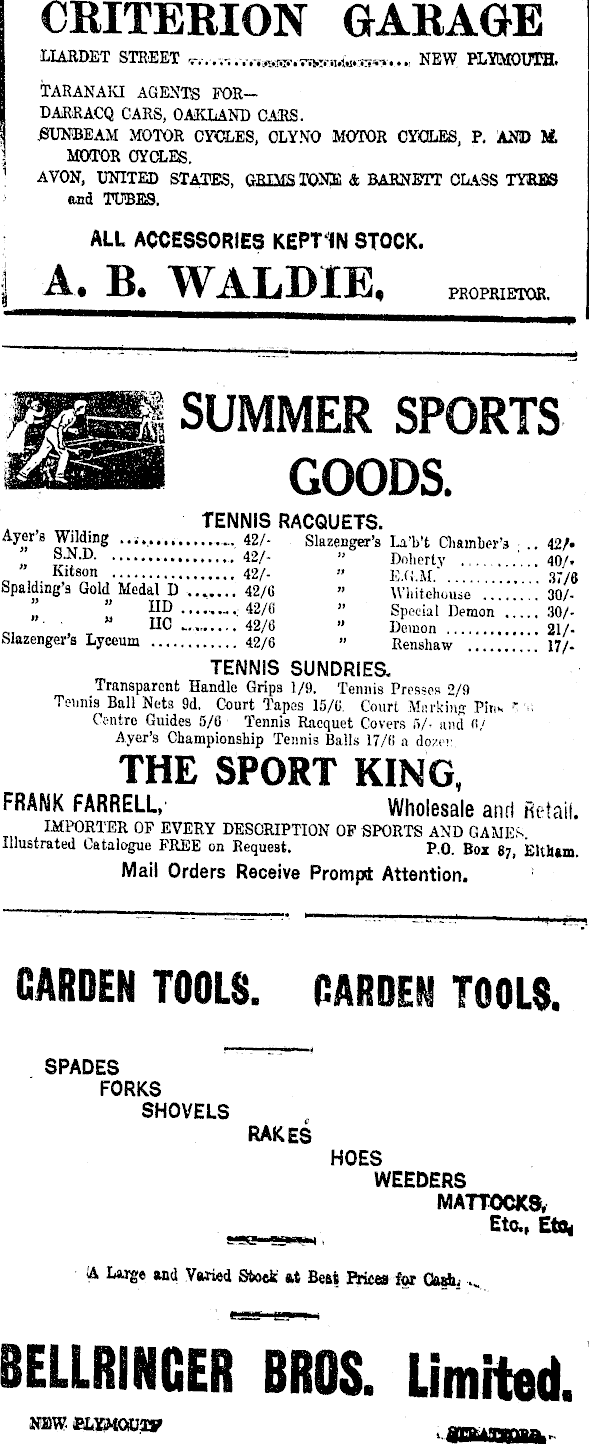 CRITERION GARAGE
LIARDET STREET ........ NEW PLYMOUTH.
TARANAKI AGENTS FOR—
DARRACQ CARS, OAKLAND CARS.
SUNBEAM MOTOR CYCLES, CLYNO MOTOR CYCLES, P. AND M.
MOTOR CYCLES.
AVON, UNITED STATES, GRIMSTONE & BARNETT CLASS TYRES
and TUBES.
ALL ACCESSORIES KEPT IN STOCK.
A. B. WALDIE, PROPRIETOR.
SUMMER SPORTS
GOODS.
TENNIS RACQUETS.
Ayer's Wilding ............... 42/-
" S.N.D. ................ 42/-
" Kitson ................ 42/-
Spalding's Gold Medal D ....... 42/6
" " HD ........ 42/6
" " HC ........ 42/6
Slazenger's Lyceum ........... 42/6
Slazenger's La'b't Chamber's ... 42/-
" Doherty .......... 40/-
" E.G.M. ............ 37/6
" Whitehouse ........ 30/-
" Special Demon ..... 30/-
" Demon ............ 21/-
" Renshaw ......... 17/-
TENNIS SUNDRIES.
Transparent Handle Grips 1/9. Tennis Presses 2/9
Tennis Ball Nets 9d. Court Tapes 15/6. Court Marking Pins
Centre Guides 5/6 Tennis Racquet Covers 5/- and 6/
Ayer's Championship Tennis Balls 17/6 a dozen
THE SPORT KING,
FRANK FARRELL, Wholesale and Retail.
IMPORTER OF EVERY DESCRIPTION OF SPORTS AND GAMES.
Illustrated Catalogue FREE on Request. P.O. Box 87, Eltham.
Mail Orders Receive Prompt Attention.
GARDEN TOOLS. GARDEN TOOLS.
SPADES
FORKS
SHOVELS
RAKES
HOES
WEEDERS
MATTOCKS,
Etc., Etc,
A Large and Varied Stock at Best Prices for Cash.
BELLRINGER BROS. Limited.
NEW PLYMOUTH STRATFORD.